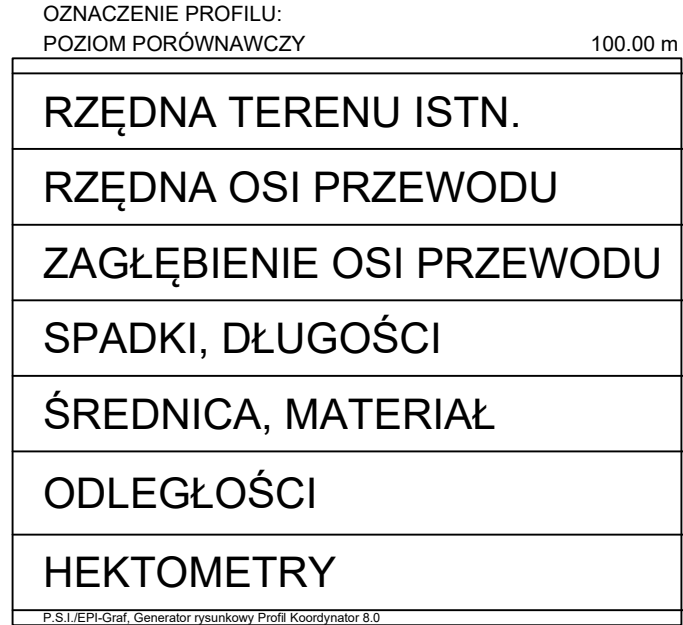 OZNACZENIE PROFILU:
POZIOM PORÓWNAWCZY 100.00 m
RZĘDNA TERENU ISTN.
RZĘDNA OSI PRZEWODU
ZAGŁĘBIENIE OSI PRZEWODU
SPADKI, DŁUGOŚCI
ŚREDNICA, MATERIAŁ
ODLEGŁOŚCI
HEKTOMETRY
P.S.I./EPI-Graf, Generator rysunkowy Profil Koordynator 8.0